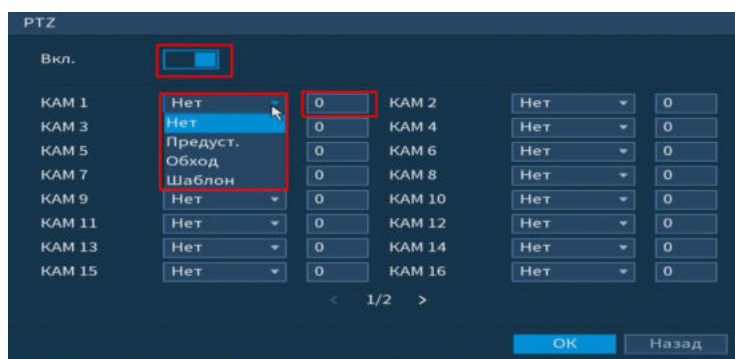 PTZ
Вкл.
КАМ 1 Нет 0 КАМ 2 Нет 0
КАМ 3 Нет 0 КАМ 4 Нет 0
КАМ 5 Предуст. 0 КАМ 6 Нет 0
Обход
КАМ 7 Шаблон 0 КАМ 8 Нет 0
КАМ 9 Нет 0 КАМ 10 Нет 0
КАМ 11 Нет 0 КАМ 12 Нет 0
КАМ 13 Нет 0 КАМ 14 Нет 0
КАМ 15 Нет 0 КАМ 16 Нет 0
< 1/2 >
ОК Назад